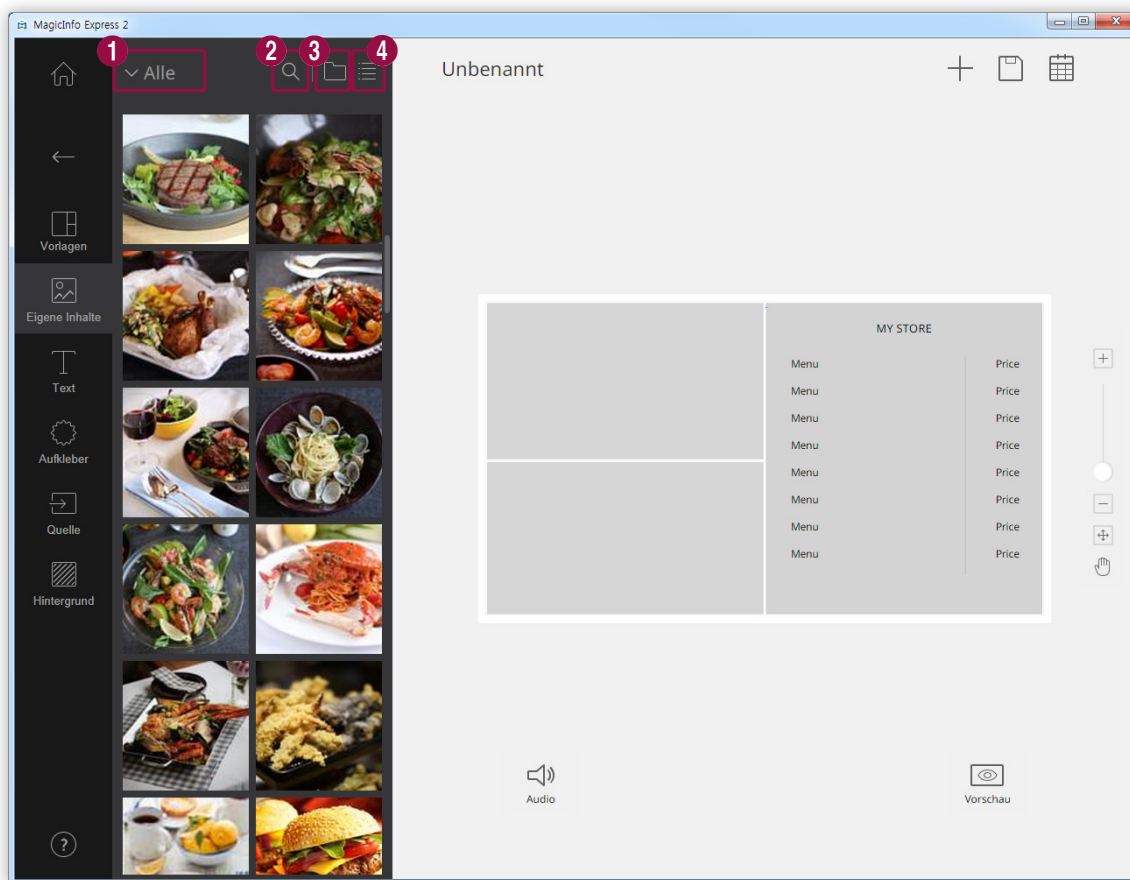 MagicInfo Express 2
1
2
3
4
Alle
Unbenannt
Vorlagen
Eigene Inhalte
Text
Aufkleber
Quelle
Hintergrund
?
MY STORE
Menu Price
Menu Price
Menu Price
Menu Price
Menu Price
Menu Price
Menu Price
Menu Price
Audio
Vorschau